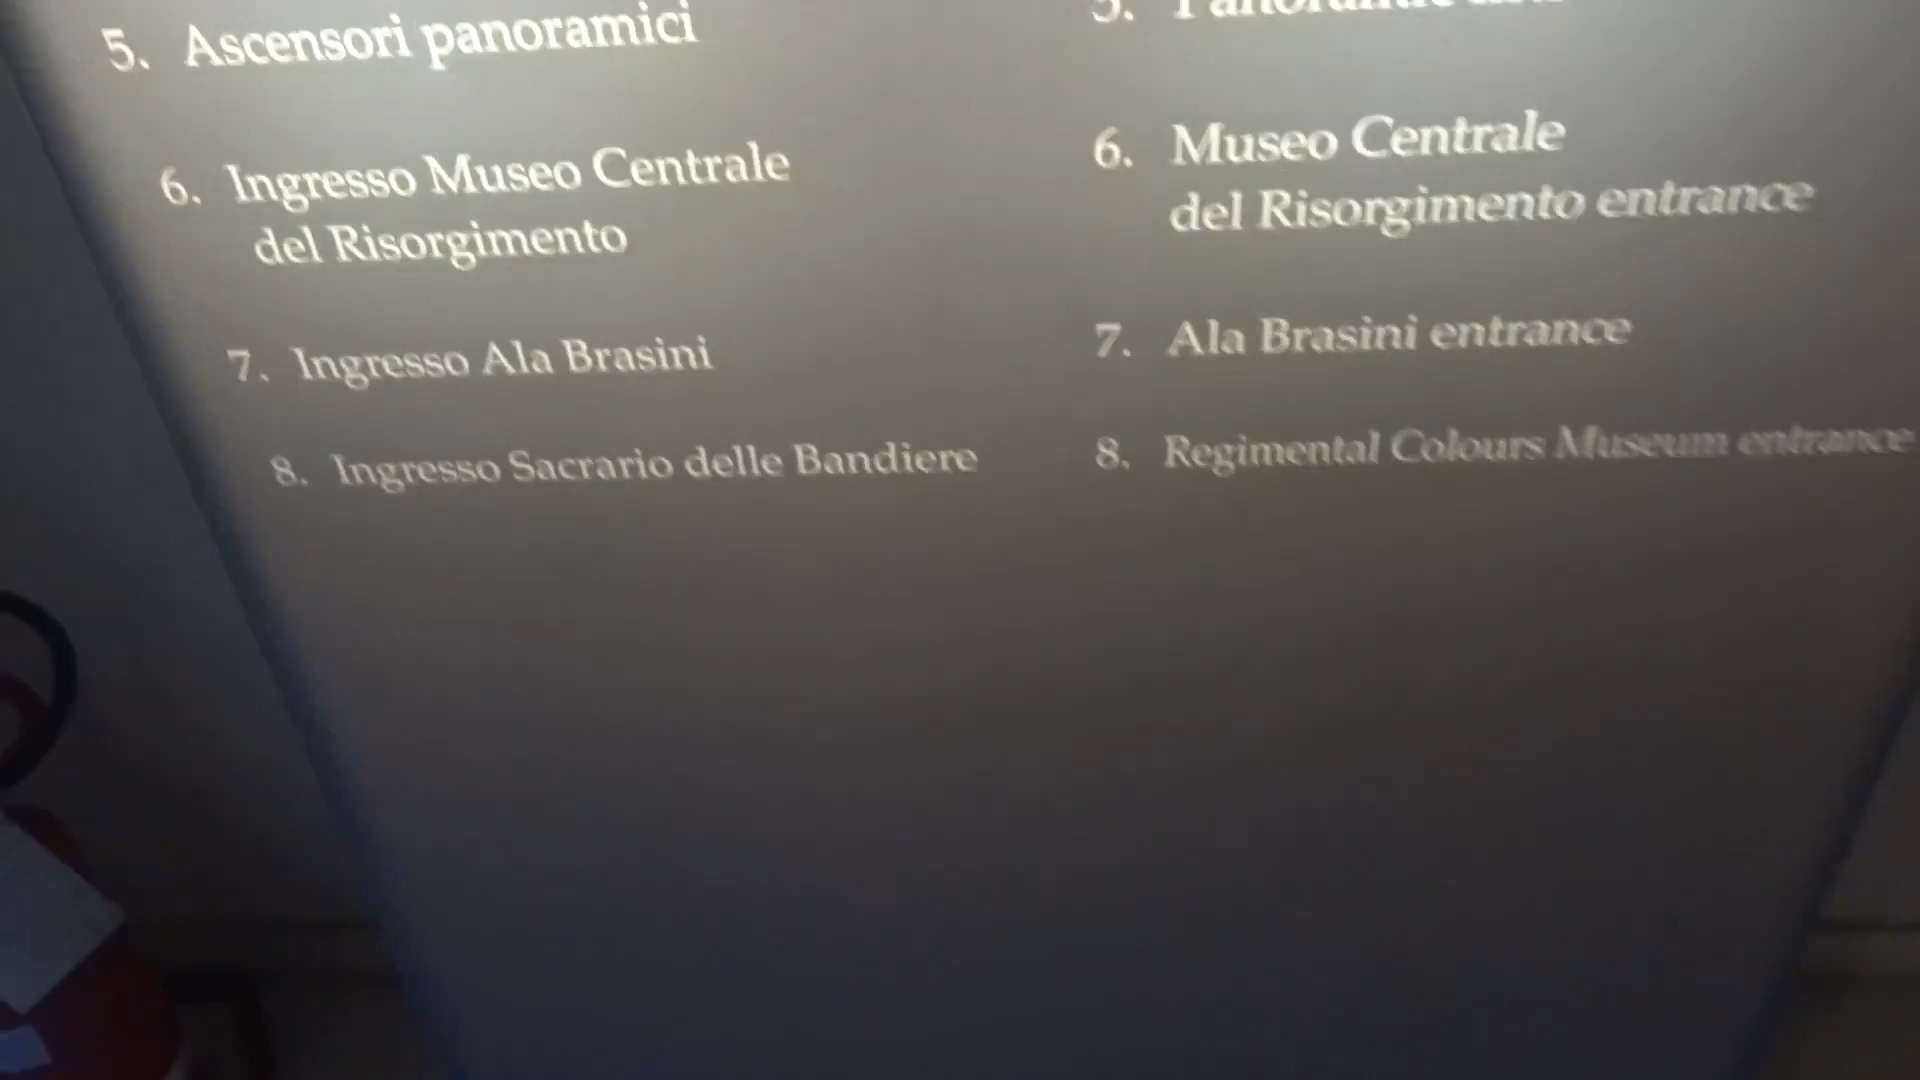 5. Ascensori panoramici
6. Ingresso Museo Centrale
del Risorgimento
7. Ingresso Ala Brasini
8. Ingresso Sacrario delle Bandiere
5.
6. Museo Centrale
del Risorgimento entrance
7. Ala Brasini entrance
8. Regimental Colours Museum entrance